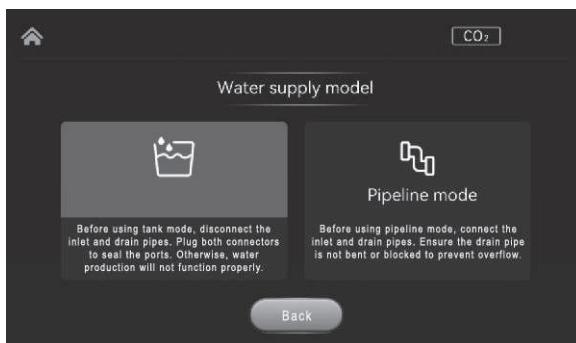 CO₂
Water supply model
Pipeline mode
Before using tank mode, disconnect the
inlet and drain pipes. Plug both connectors
to seal the ports. Otherwise, water
production will not function properly.
Before using pipeline mode, connect the
inlet and drain pipes. Ensure the drain pipe
is not bent or blocked to prevent overflow.
Back